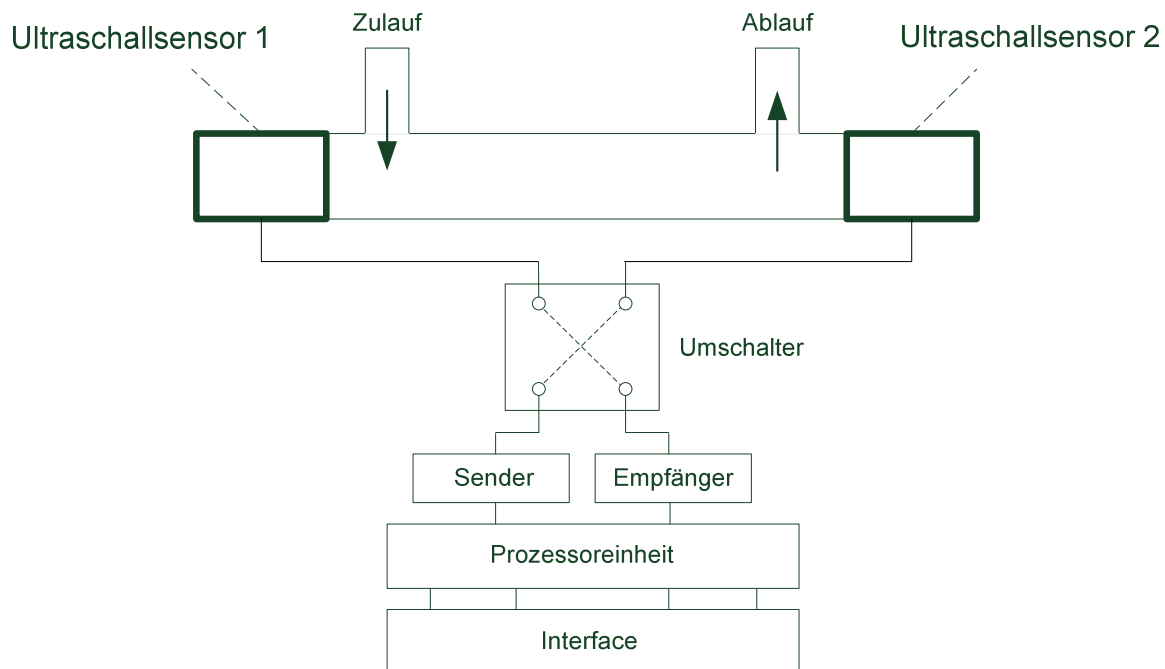 Zulauf
Ablauf
Ultraschallsensor 1
Ultraschallsensor 2
Umschalter
Sender
Empfänger
Prozessoreinheit
Interface